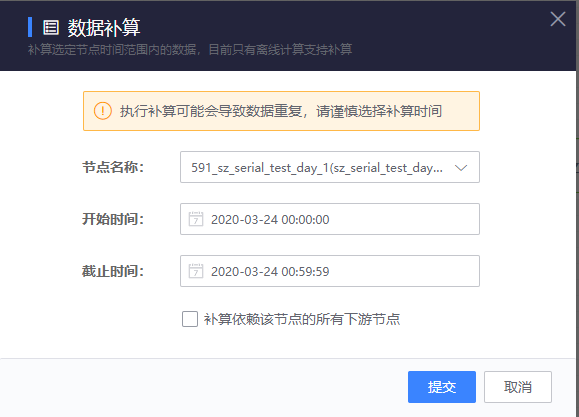 数据补算
补算选定节点时间范围内的数据，目前只有离线计算支持补算
执行补算可能会导致数据重复，请谨慎选择补算时间
节点名称： 591_sz_serial_test_day_1(sz_serial_test_day...
开始时间： 2020-03-24 00:00:00
截止时间： 2020-03-24 00:59:59
补算依赖该节点的所有下游节点
提交 取消